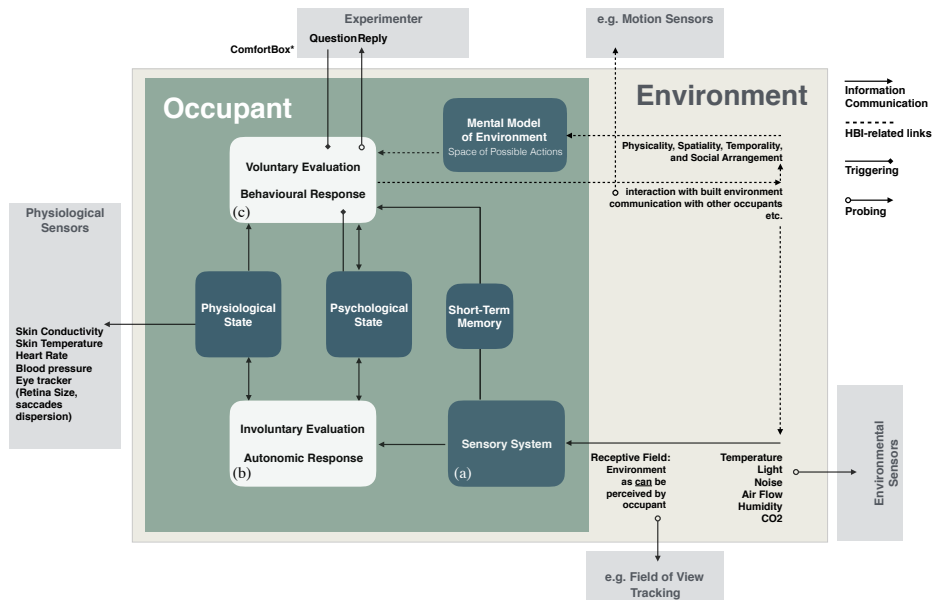 Experimenter
Question Reply
ComfortBox*
e.g. Motion Sensors
Occupant
Environment
Information
Communication
HBI-related links
Triggering
Probing
Mental Model
of Environment
Space of Possible Actions
Physicality, Spatiality, Temporality,
and Social Arrangement
Voluntary Evaluation
Behavioural Response
(c)
interaction with built environment
communication with other occupants
etc.
Physiological
Sensors
Skin Conductivity
Skin Temperature
Heart Rate
Blood pressure
Eye tracker
(Retina Size,
saccades
dispersion)
Physiological
State
Psychological
State
Short-Term
Memory
Involuntary Evaluation
Autonomic Response
(b)
Sensory System
(a)
Receptive Field:
Environment
as can be
perceived by
occupant
Temperature
Light
Noise
Air Flow
Humidity
CO2
Environmental
Sensors
e.g. Field of View
Tracking